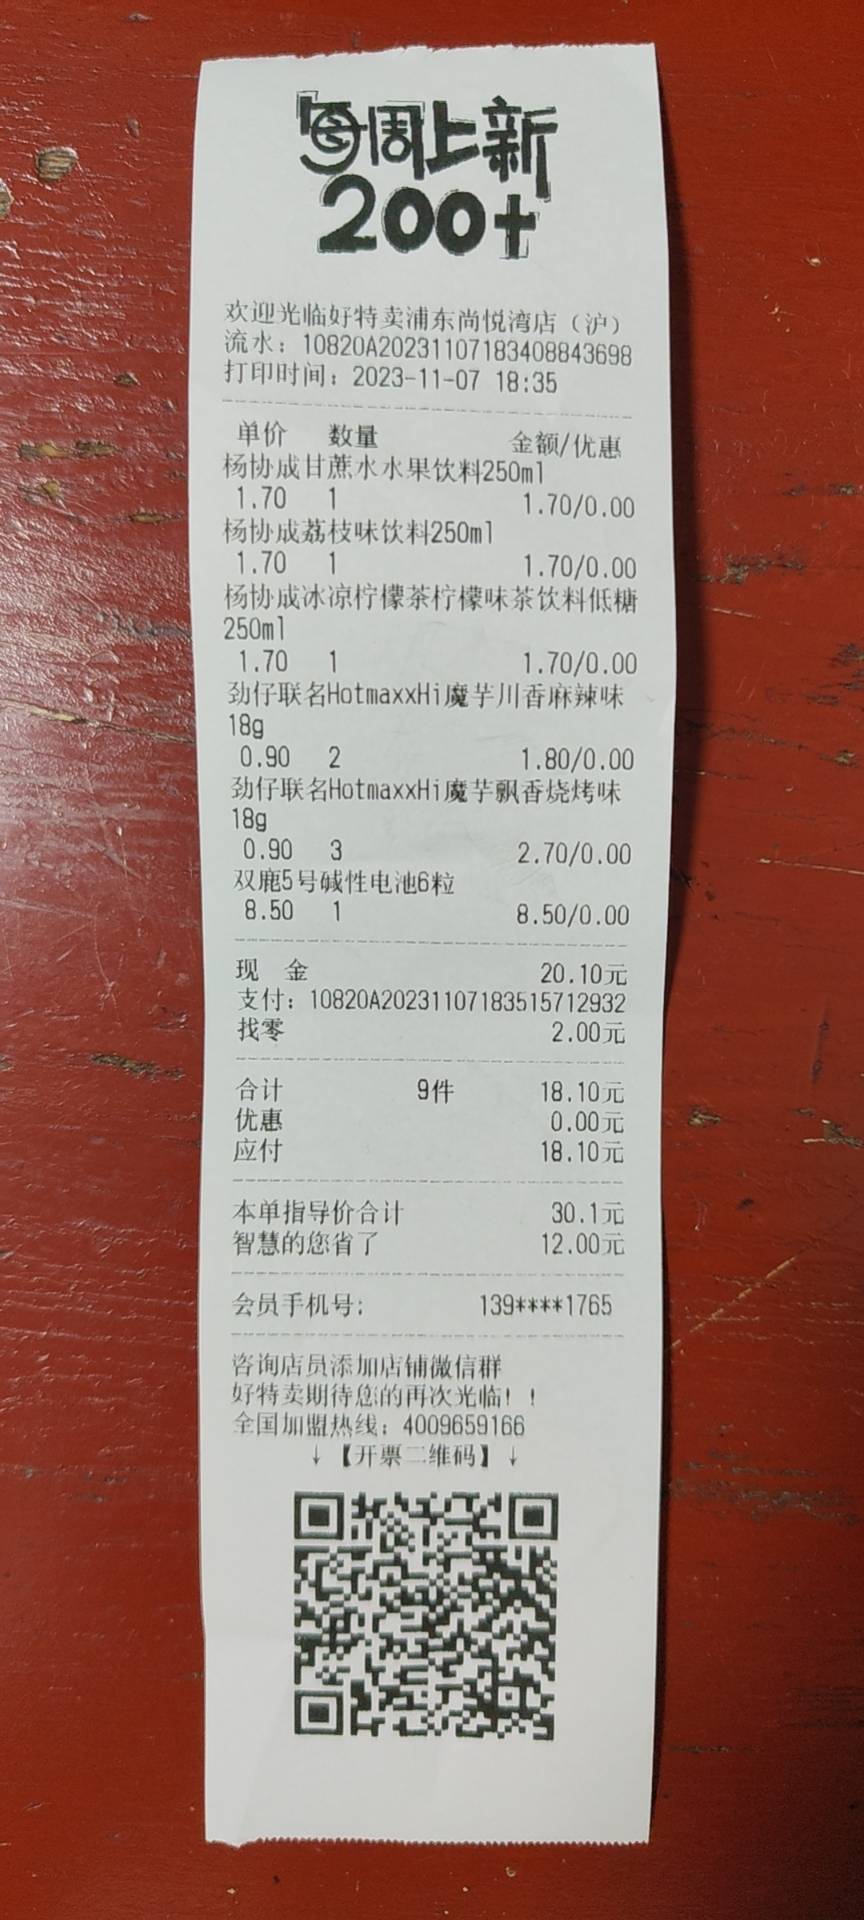 每周上新
200+
欢迎光临好特卖浦东尚悦湾店（沪）
流水：10820A20231107183408843698
打印时间：2023-11-07 18:35
单价 数量 金额/优惠
杨协成甘蔗水水果饮料250ml
1.70 1 1.70/0.00
杨协成荔枝味饮料250ml
1.70 1 1.70/0.00
杨协成冰凉柠檬茶柠檬味茶饮料低糖
250ml
1.70 1 1.70/0.00
劲仔联名HotmaxxHi魔芋川香麻辣味
18g
0.90 2 1.80/0.00
劲仔联名HotmaxxHi魔芋飘香烧烤味
18g
0.90 3 2.70/0.00
双鹿5号碱性电池6粒
8.50 1 8.50/0.00
现 金 20.10元
支付：10820A20231107183515712932
找零 2.00元
合计 9件 18.10元
优惠 0.00元
应付 18.10元
本单指导价合计 30.1元
智慧的您省了 12.00元
会员手机号: 139****1765
咨询店员添加店铺微信群
好特卖期待您的再次光临！！
全国加盟热线：4009659166
↓【开票二维码】↓